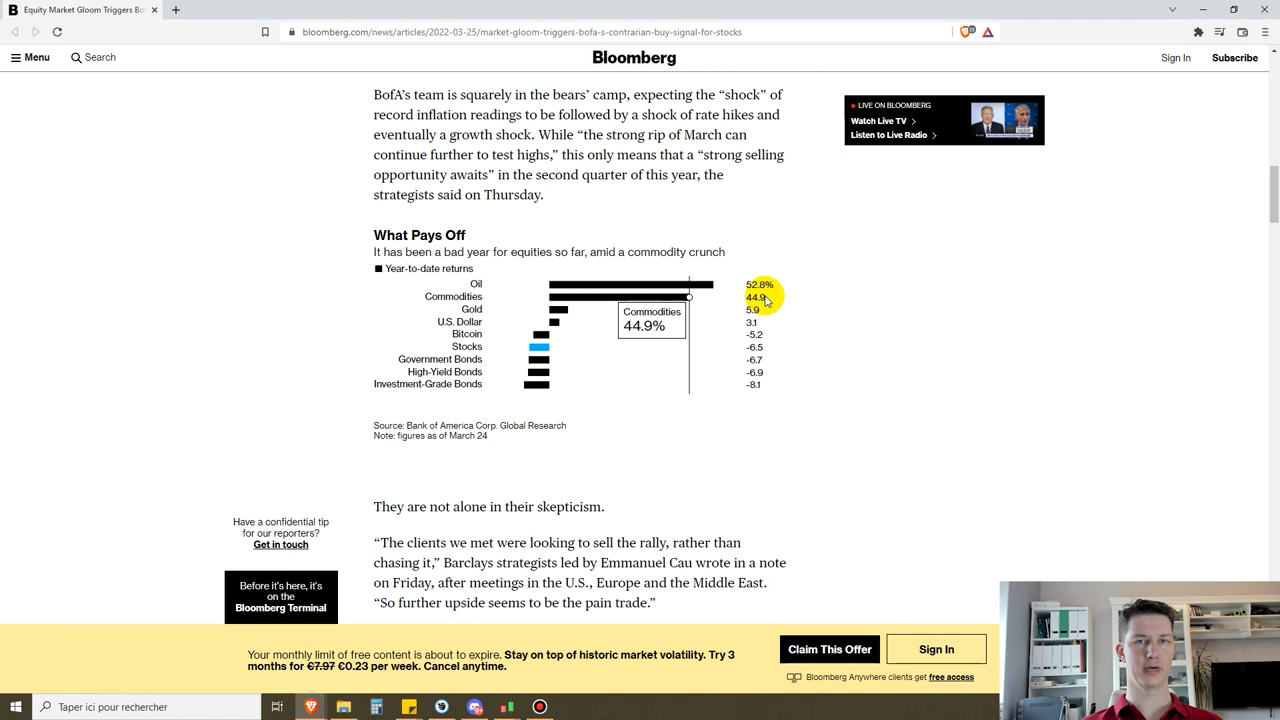 Equity Market Gloom Triggers Bo
bloomberg.com/news/articles/2022-03-25/market-gloom-triggers-bofa-s-contrarian-buy-signal-for-stocks
Menu
Search
Bloomberg
Sign In
Subscribe
BofA's team is squarely in the bears' camp, expecting the “shock” of
record inflation readings to be followed by a shock of rate hikes and
eventually a growth shock. While “the strong rip of March can
continue further to test highs,” this only means that a “strong selling
opportunity awaits” in the second quarter of this year, the
strategists said on Thursday.
LIVE ON BLOOMBERG
Watch Live TV
Listen to Live Radio
What Pays Off
It has been a bad year for equities so far, amid a commodity crunch
Year-to-date returns
Oil 52.8%
Commodities 44.9
Gold 5.9
U.S. Dollar 3.1
Bitcoin -5.2
Stocks -6.5
Government Bonds -6.7
High-Yield Bonds -6.9
Investment-Grade Bonds -8.1
Commodities
44.9%
Source: Bank of America Corp. Global Research
Note: figures as of March 24
They are not alone in their skepticism.
“The clients we met were looking to sell the rally, rather than
chasing it,” Barclays strategists led by Emmanuel Cau wrote in a note
on Friday, after meetings in the U.S., Europe and the Middle East.
“So further upside seems to be the pain trade.”
Have a confidential tip
for our reporters?
Get in touch
Before it's here, it's
on the
Bloomberg Terminal
Your monthly limit of free content is about to expire. Stay on top of historic market volatility. Try 3
months for €7.97 €0.23 per week. Cancel anytime.
Claim This Offer
Sign In
Bloomberg Anywhere clients get free access
Taper ici pour rechercher